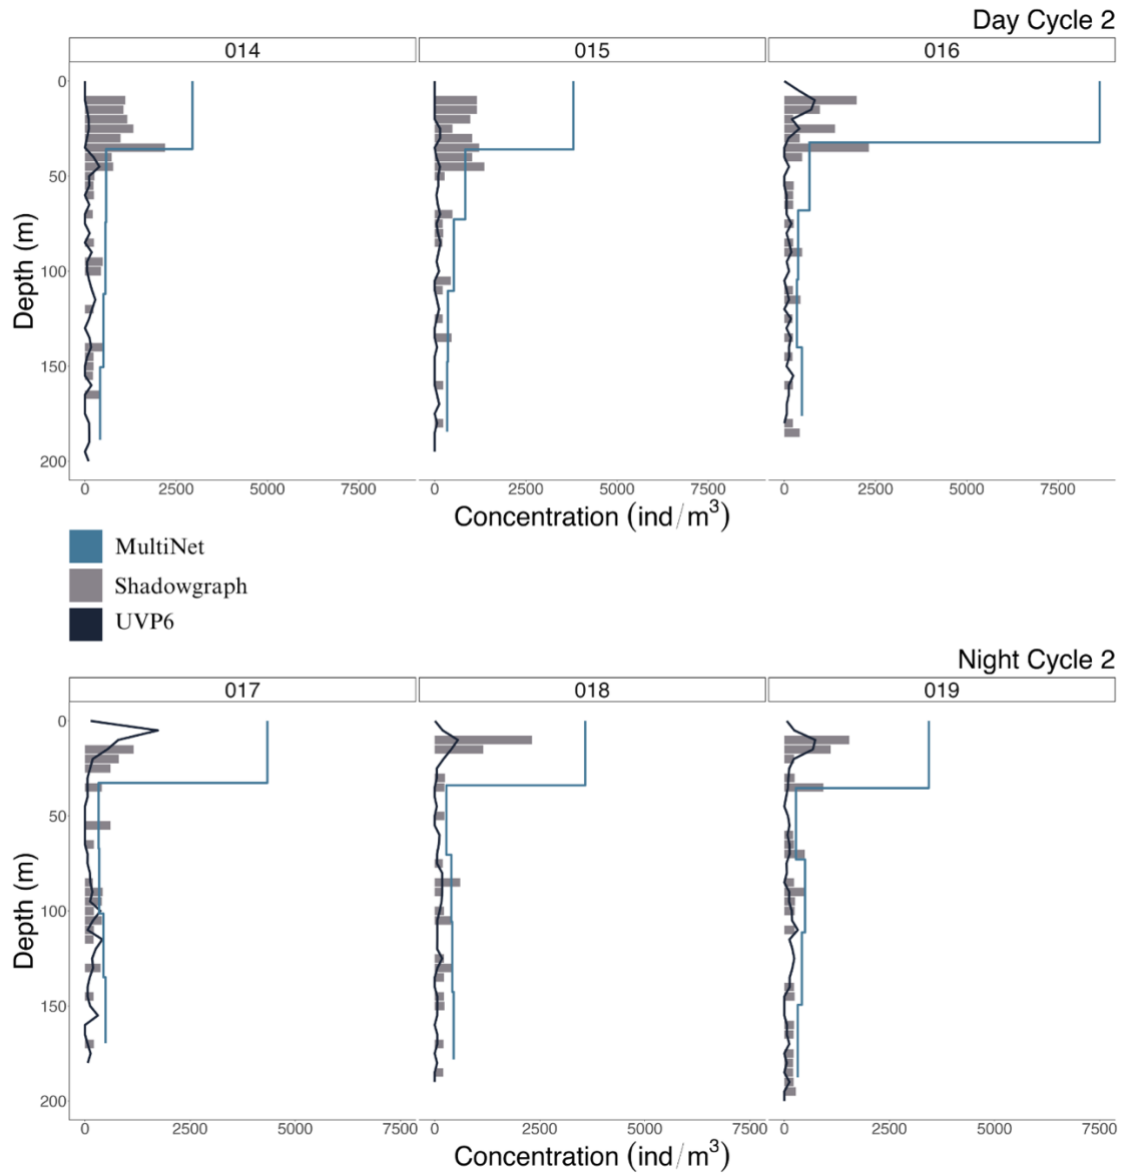 Day Cycle 2
014 015 016
0
50
100
150
200
Depth (m)
0 2500 5000 7500 0 2500 5000 7500 0 2500 5000 7500
Concentration (ind/m³)
MultiNet
Shadowgraph
UVP6
Night Cycle 2
017 018 019
0
50
100
150
200
Depth (m)
0 2500 5000 7500 0 2500 5000 7500 0 2500 5000 7500
Concentration (ind/m³)